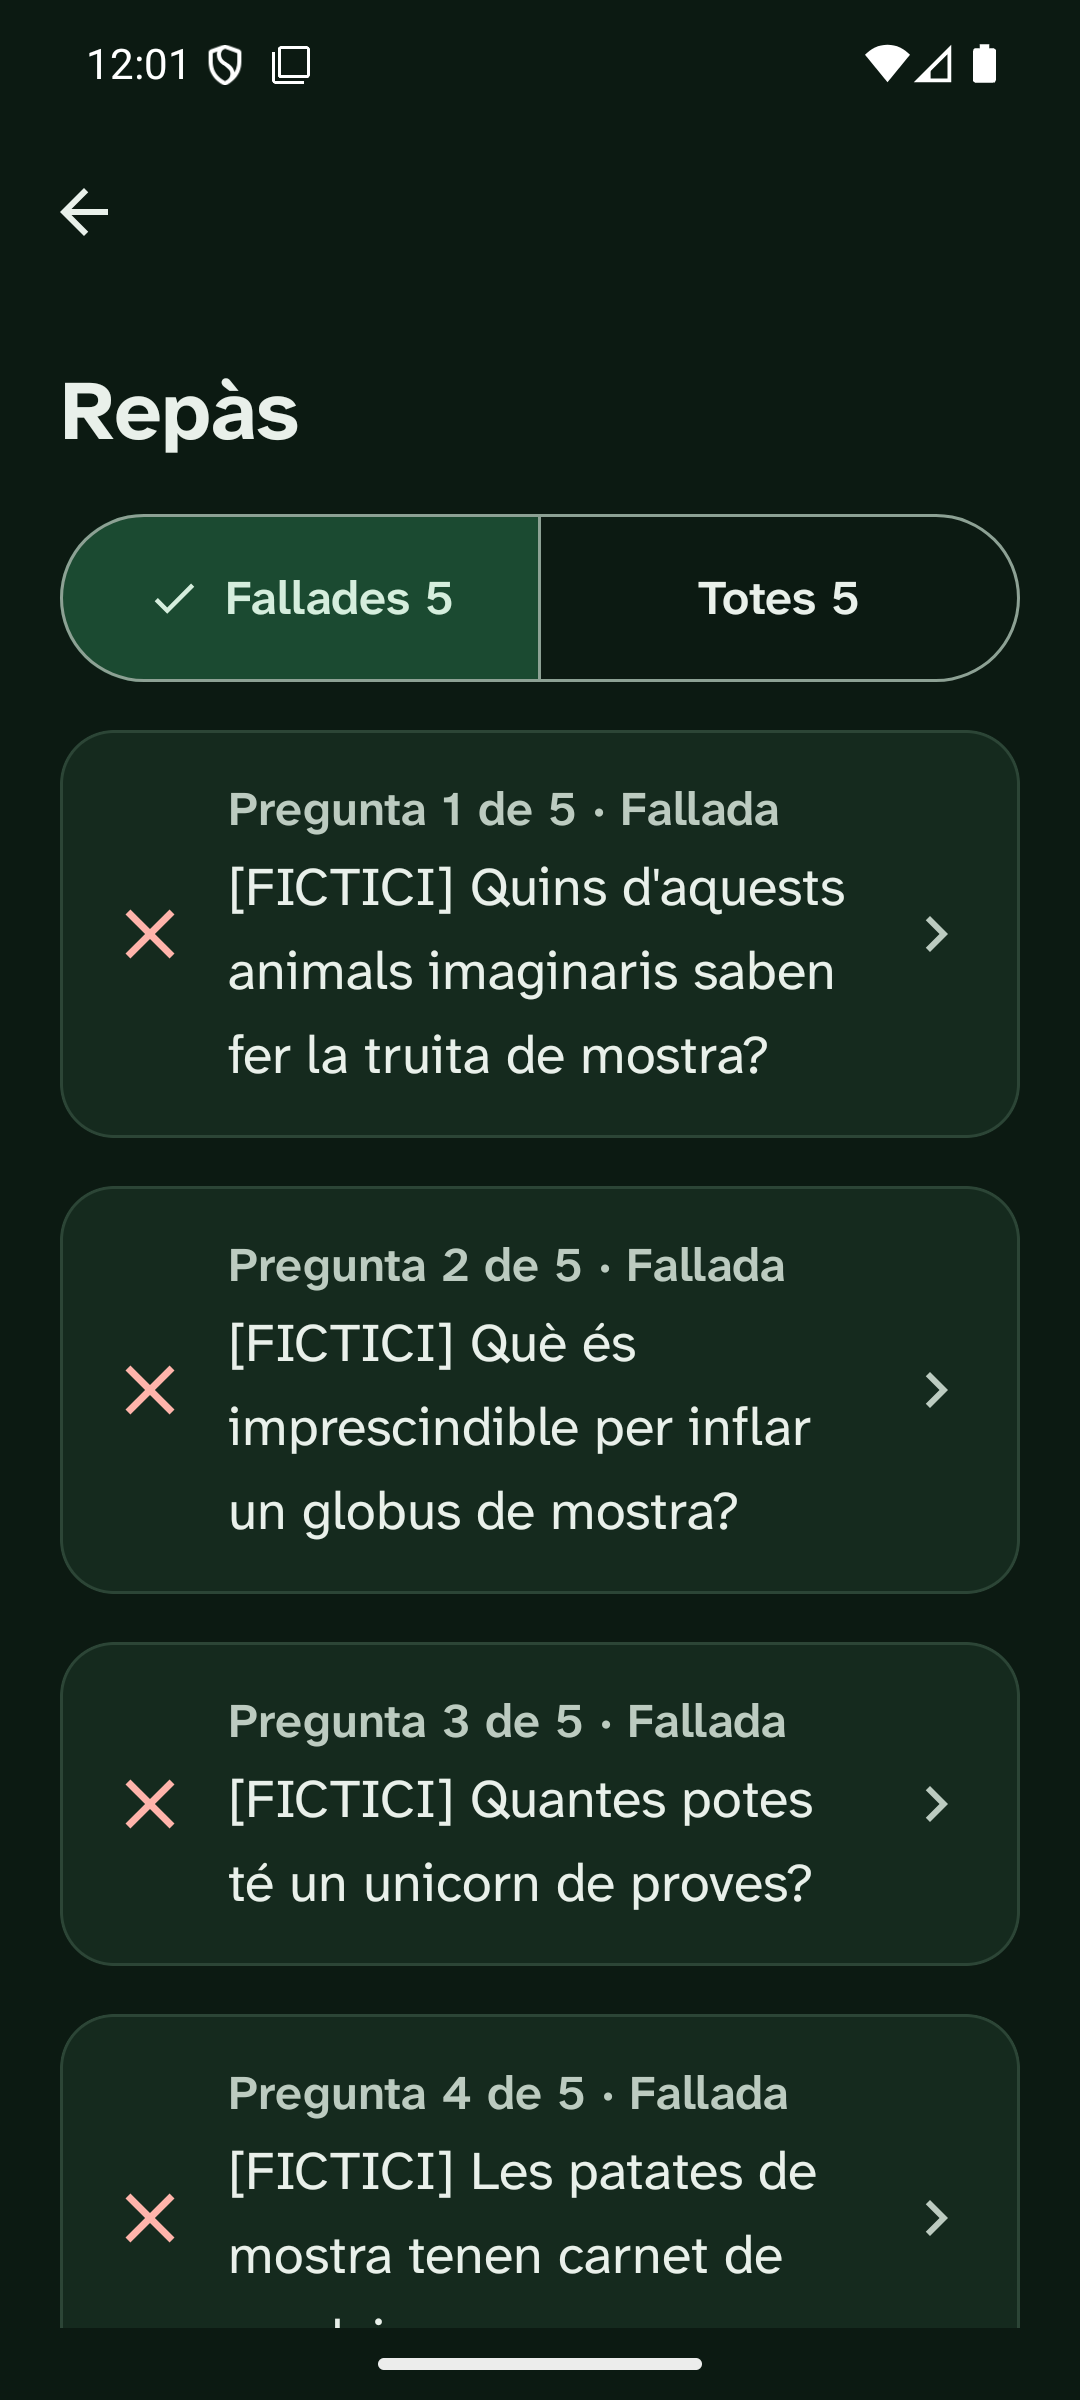 12:01
Repàs
Fallades 5
Totes 5
Pregunta 1 de 5 · Fallada
[FICTICI] Quins d'aquests
animals imaginaris saben
fer la truita de mostra?
Pregunta 2 de 5 · Fallada
[FICTICI] Què és
imprescindible per inflar
un globus de mostra?
Pregunta 3 de 5 · Fallada
[FICTICI] Quantes potes
té un unicorn de proves?
Pregunta 4 de 5 · Fallada
[FICTICI] Les patates de
mostra tenen carnet de